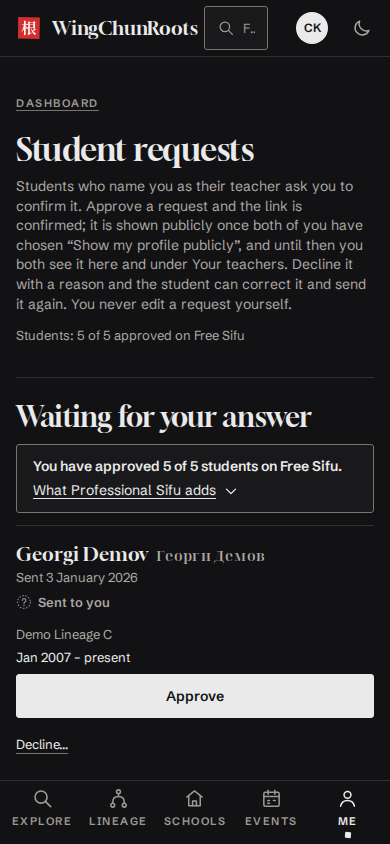 根 WingChunRoots F.. CK
DASHBOARD
Student requests
Students who name you as their teacher ask you to
confirm it. Approve a request and the link is
confirmed; it is shown publicly once both of you have
chosen “Show my profile publicly”, and until then you
both see it here and under Your teachers. Decline it
with a reason and the student can correct it and send
it again. You never edit a request yourself.
Students: 5 of 5 approved on Free Sifu
Waiting for your answer
You have approved 5 of 5 students on Free Sifu.
What Professional Sifu adds
Georgi Demov Георги Демов
Sent 3 January 2026
Sent to you
Demo Lineage C
Jan 2007 – present
Approve
Decline...
EXPLORE LINEAGE SCHOOLS EVENTS ME